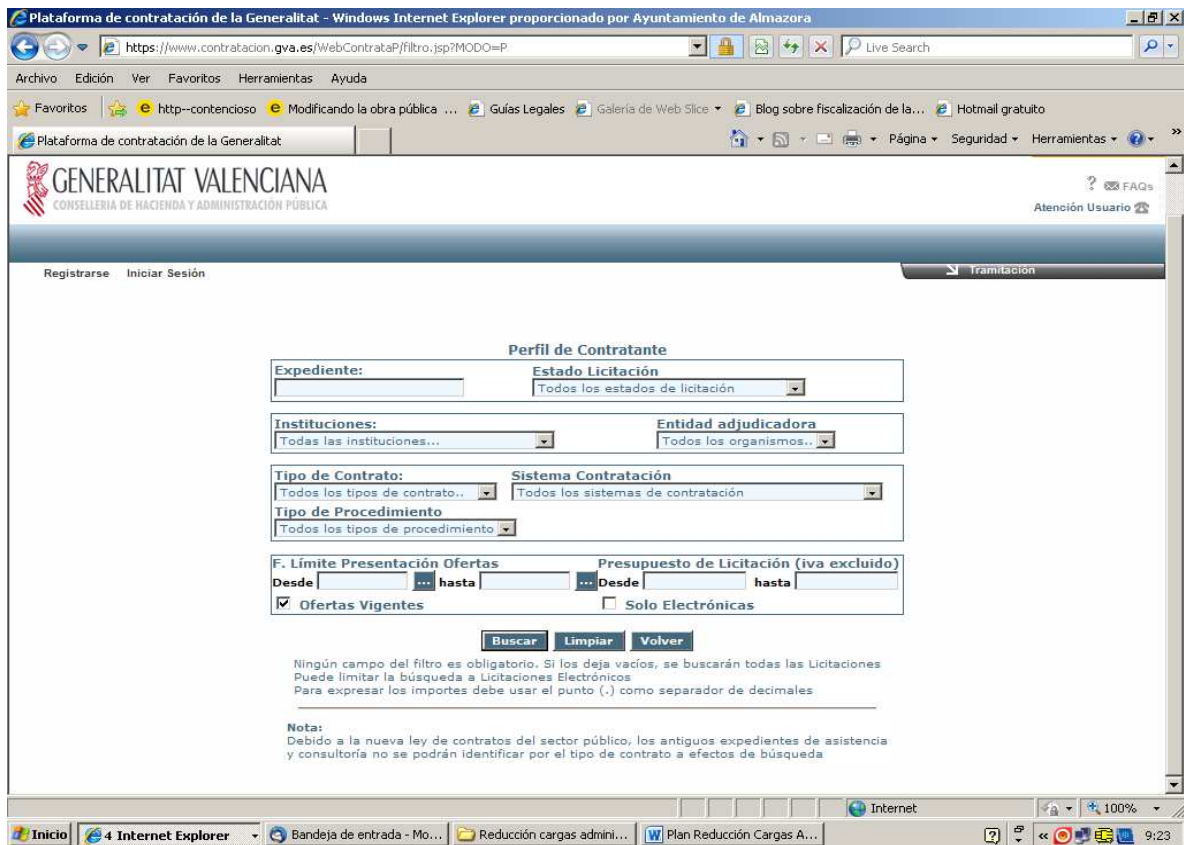 Plataforma de contratación de la Generalitat - Windows Internet Explorer proporcionado por Ayuntamiento de Almazora
https://www.contratacion.gva.es/WebContrataP/filtro.jsp?MODO=P
Live Search
Archivo Edición Ver Favoritos Herramientas Ayuda
Favoritos http--contencioso Modificando la obra pública ... Guías Legales Galería de Web Slice Blog sobre fiscalización de la... Hotmail gratuito
Plataforma de contratación de la Generalitat Página Seguridad Herramientas »
GENERALITAT VALENCIANA
CONSELLERIA DE HACIENDA Y ADMINISTRACIÓN PÚBLICA
? FAQs
Atención Usuario
Registrarse Iniciar Sesión Tramitación
Perfil de Contratante
Expediente: Estado Licitación
Todos los estados de licitación
Instituciones: Entidad adjudicadora
Todas las instituciones... Todos los organismos..
Tipo de Contrato: Sistema Contratación
Todos los tipos de contrato.. Todos los sistemas de contratación
Tipo de Procedimiento
Todos los tipos de procedimiento
F. Límite Presentación Ofertas Presupuesto de Licitación (iva excluido)
Desde ... hasta ... Desde hasta
Ofertas Vigentes Solo Electrónicas
Buscar Limpiar Volver
Ningún campo del filtro es obligatorio. Si los deja vacíos, se buscarán todas las Licitaciones
Puede limitar la búsqueda a Licitaciones Electrónicos
Para expresar los importes debe usar el punto (.) como separador de decimales
Nota:
Debido a la nueva ley de contratos del sector público, los antiguos expedientes de asistencia
y consultoría no se podrán identificar por el tipo de contrato a efectos de búsqueda
Internet 100%
Inicio 4 Internet Explorer Bandeja de entrada - Mo... Reducción cargas admini... Plan Reducción Cargas A... « 9:23